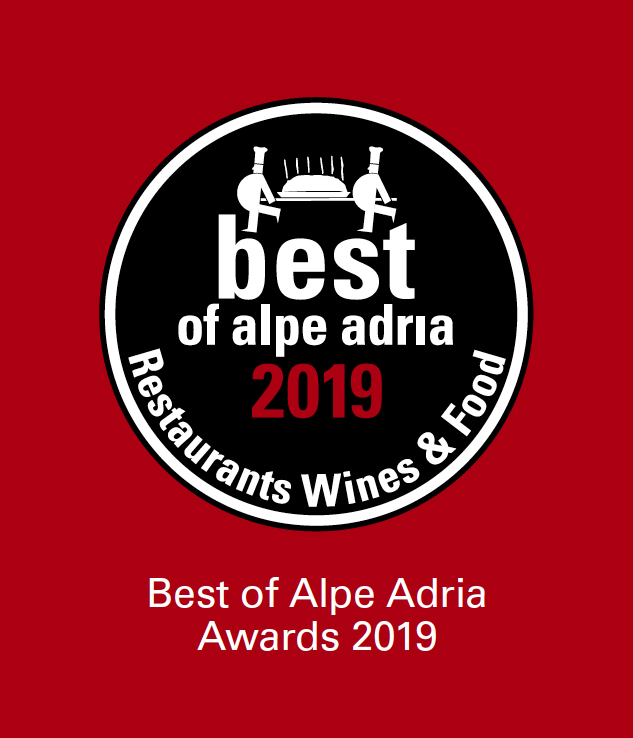 best
of alpe adria
2019
Restaurants Wines & Food
Best of Alpe Adria
Awards 2019